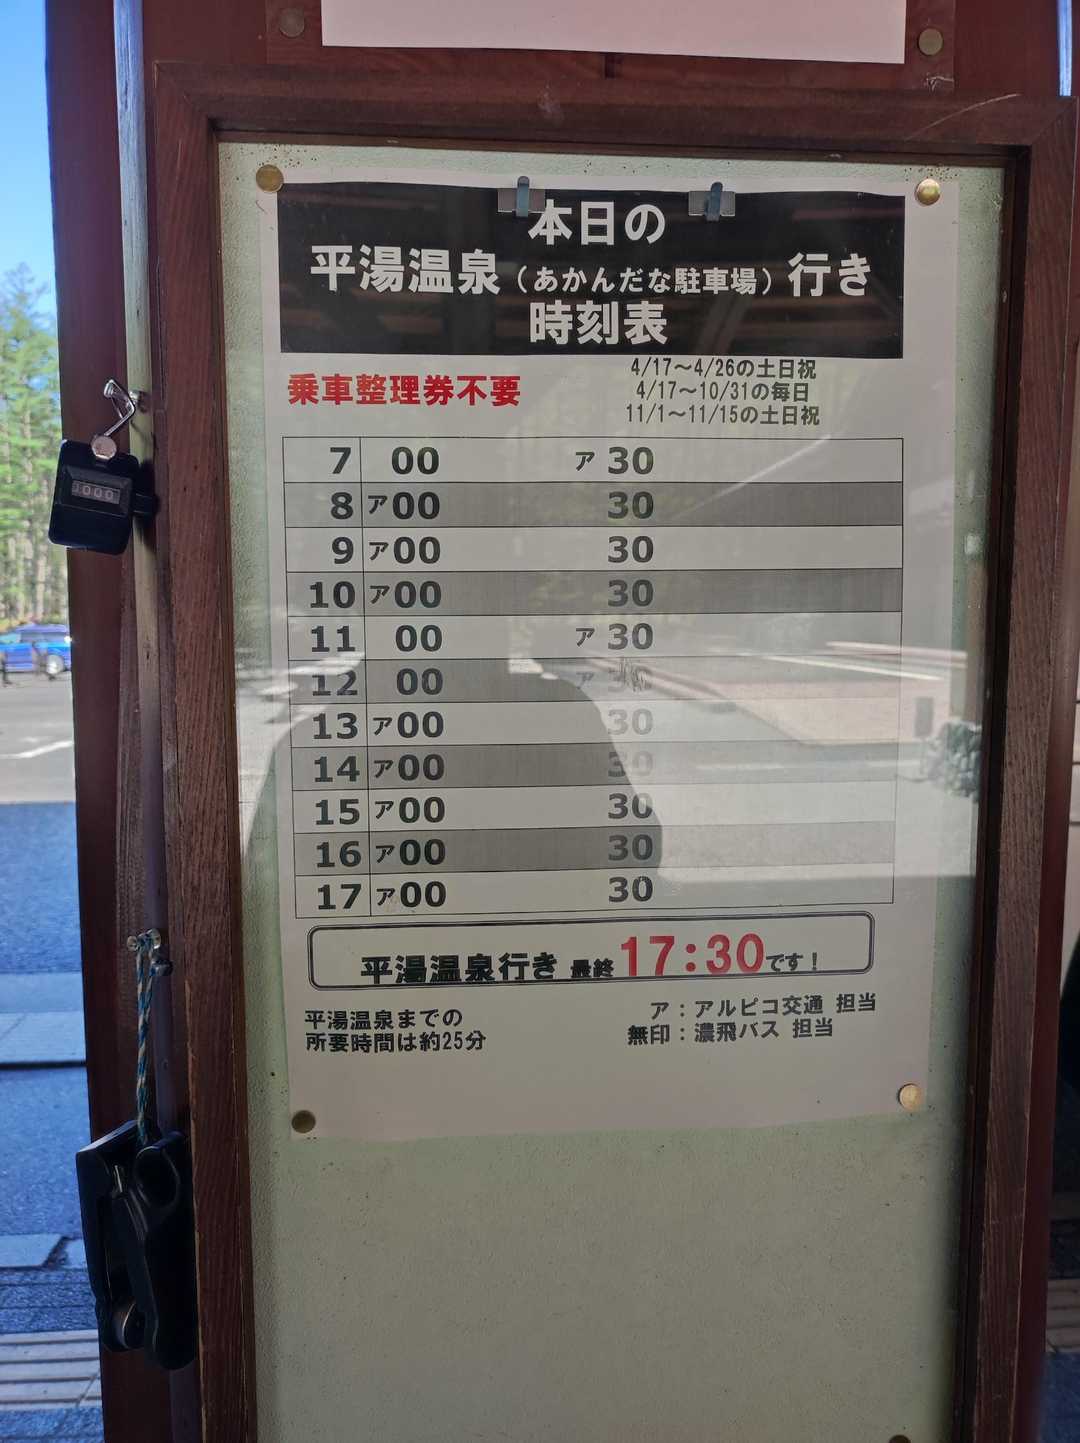 本日の
平湯温泉（あかんだな駐車場）行き
時刻表
乗車整理券不要
4/17～4/26の土日祝
4/17～10/31の毎日
11/1～11/15の土日祝
7 00 ア30
8 ア00 30
9 ア00 30
10 ア00 30
11 00 ア30
12 00 ア30
13 ア00 30
14 ア00 30
15 ア00 30
16 ア00 30
17 ア00 30
平湯温泉行き 最終17:30です！
平湯温泉までの
所要時間は約25分
ア：アルピコ交通 担当
無印：濃飛バス 担当